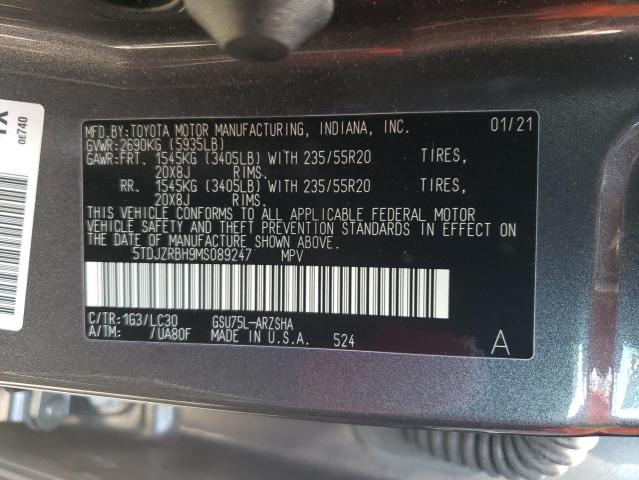 MFD.BY:TOYOTA MOTOR MANUFACTURING, INDIANA, INC. 01/21
GVWR:2690KG (5935LB)
GAWR:FRT. 1545KG (3405LB) WITH 235/55R20 TIRES,
20X8J RIMS.
RR. 1545KG (3405LB) WITH 235/55R20 TIRES,
20X8J RIMS.
THIS VEHICLE CONFORMS TO ALL APPLICABLE FEDERAL MOTOR
VEHICLE SAFETY AND THEFT PREVENTION STANDARDS IN EFFECT ON
DATE OF MANUFACTURE SHOWN ABOVE.
5TDJZRBH9MS089247 MPV
C/TR:1G3/LC30 GSU75L-ARZSHA
A/TM: /UA80F MADE IN U.S.A. 524 A
0E740